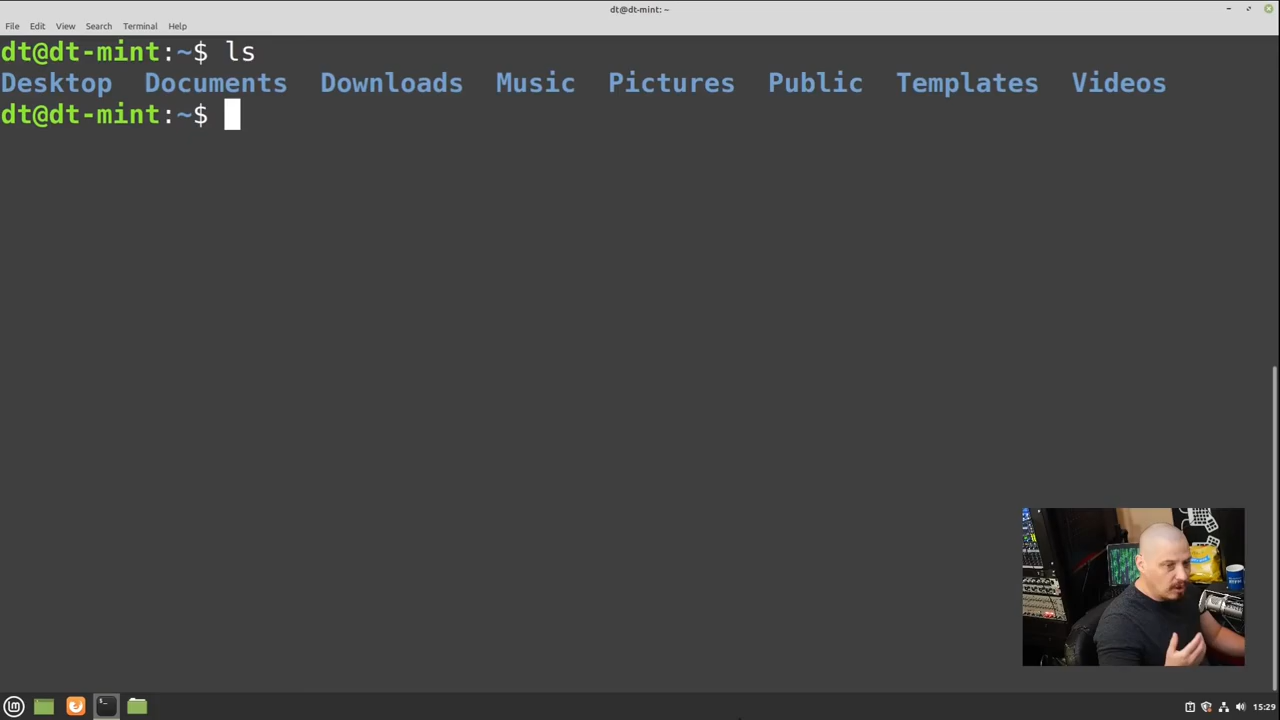 dt@dt-mint: ~
File Edit View Search Terminal Help
dt@dt-mint:~$ ls
Desktop Documents Downloads Music Pictures Public Templates Videos
dt@dt-mint:~$
15:29